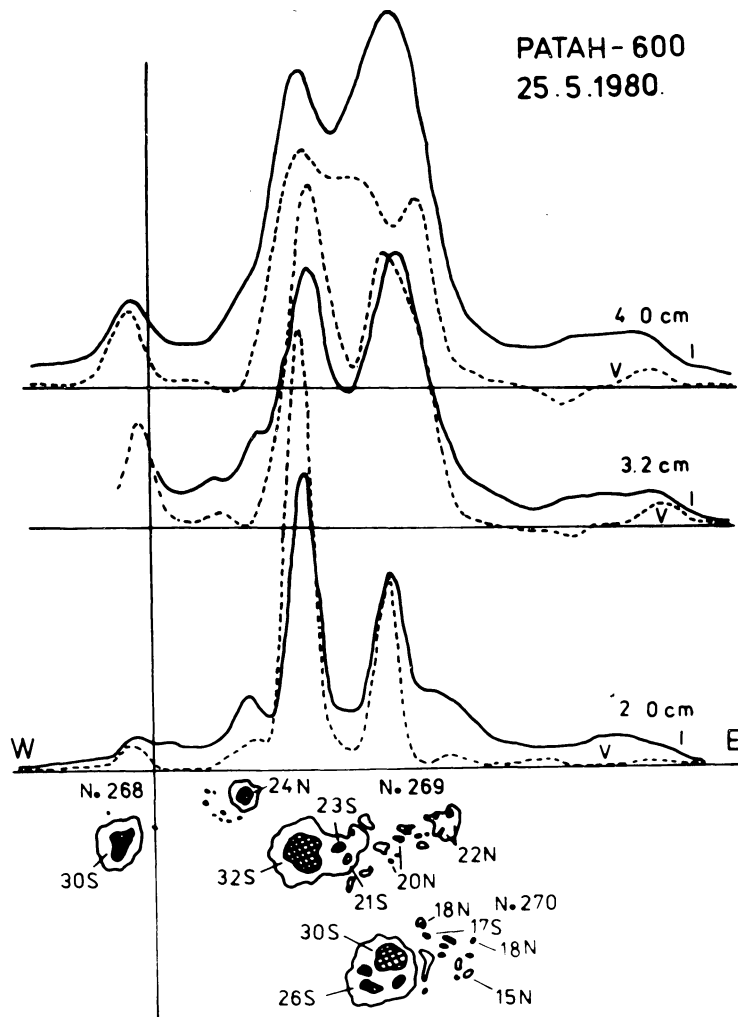 PATAH-600
25.5.1980.
4 0 cm
I
V
3.2 cm
I
V
2 0 cm
I
V
W
E
N. 268
24N
N. 269
23S
30S
32S
21S
20N
22N
18N
N. 270
17S
30S
18N
26S
15N